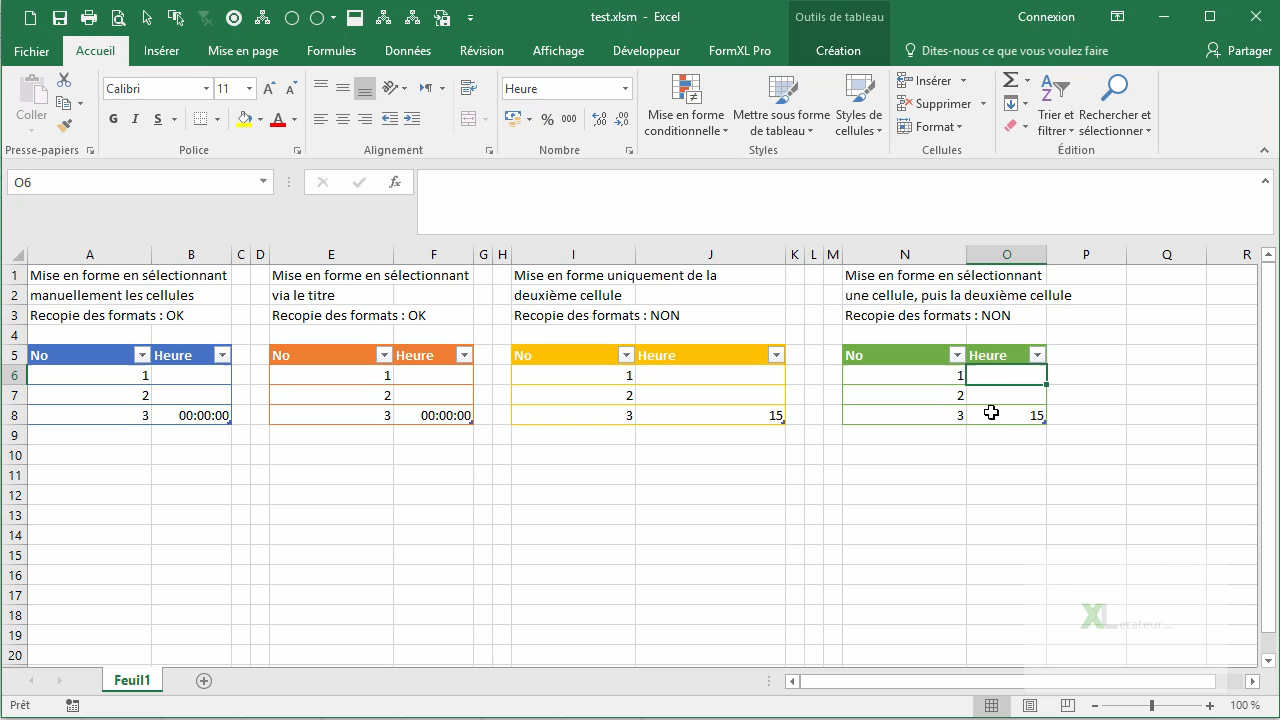 test.xlsm - Excel
Outils de tableau
Connexion
Fichier
Accueil
Insérer
Mise en page
Formules
Données
Révision
Affichage
Développeur
FormXL Pro
Création
Dites-nous ce que vous voulez faire
Partager
Coller
Calibri
11
G I S
A
Heure
% 000
Mise en forme conditionnelle
Mettre sous forme de tableau
Styles de cellules
Insérer
Supprimer
Format
Trier et filtrer
Rechercher et sélectionner
Presse-papiers
Police
Alignement
Nombre
Styles
Cellules
Édition
O6
fx
A B C D E F G H I J K L M N O P Q R
1 Mise en forme en sélectionnant Mise en forme en sélectionnant Mise en forme uniquement de la Mise en forme en sélectionnant
2 manuellement les cellules via le titre deuxième cellule une cellule, puis la deuxième cellule
3 Recopie des formats : OK Recopie des formats : OK Recopie des formats : NON Recopie des formats : NON
4
5 No Heure No Heure No Heure No Heure
6 1 1 1 1
7 2 2 2 2
8 3 00:00:00 3 00:00:00 3 15 3 15
9
10
11
12
13
14
15
16
17
18
19
20
XLerateur...
Feuil1
Prêt
100 %